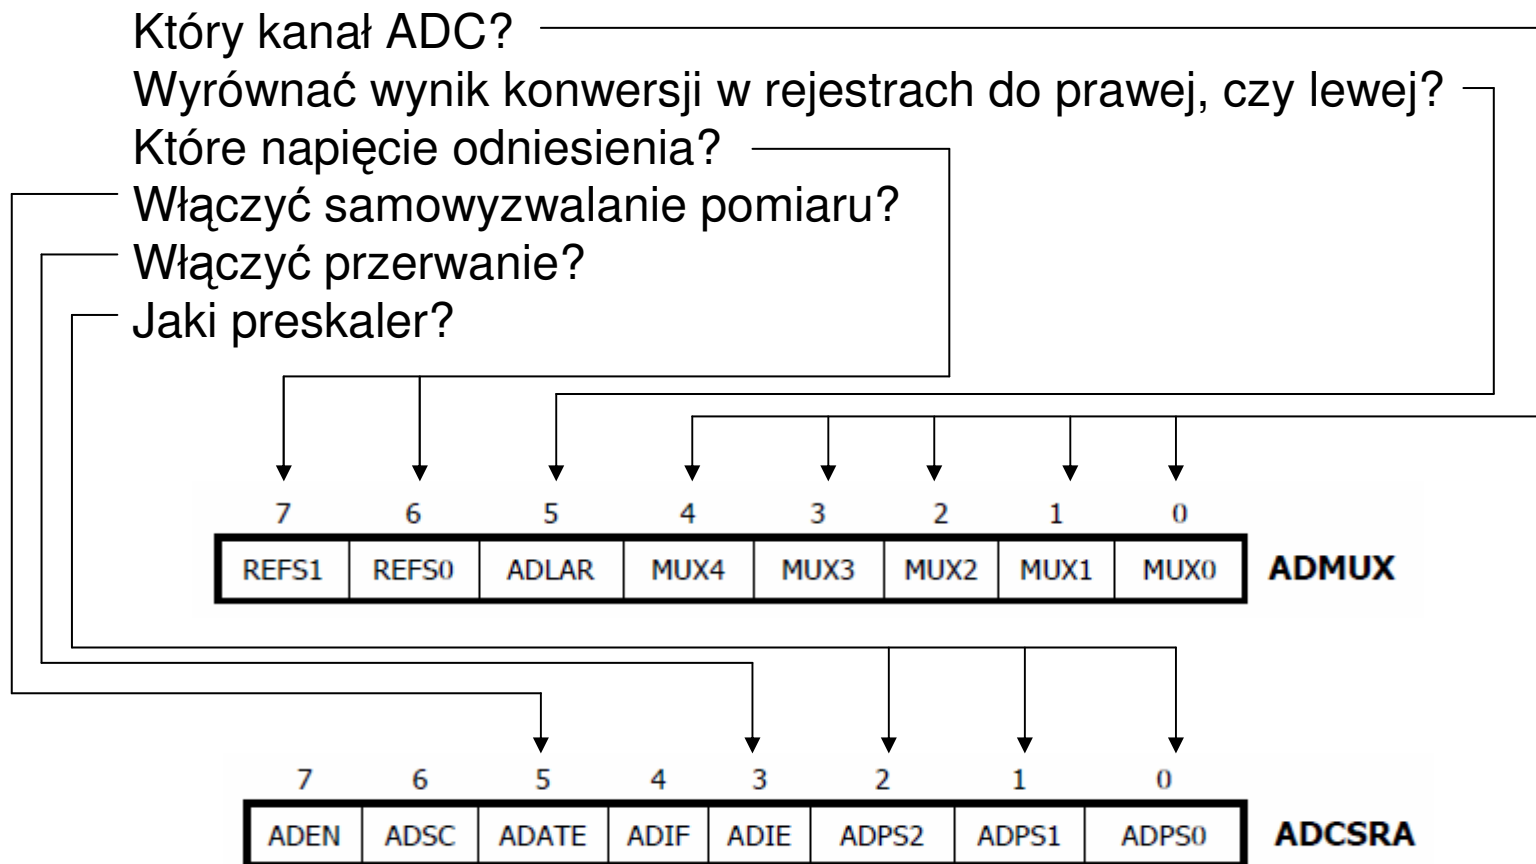 Który kanał ADC?
Wyrównać wynik konwersji w rejestrach do prawej, czy lewej?
Które napięcie odniesienia?
Włączyć samowyzwalanie pomiaru?
Włączyć przerwanie?
Jaki preskaler?
7 6 5 4 3 2 1 0
REFS1 REFS0 ADLAR MUX4 MUX3 MUX2 MUX1 MUX0 ADMUX
7 6 5 4 3 2 1 0
ADEN ADSC ADATE ADIF ADIE ADPS2 ADPS1 ADPS0 ADCSRA